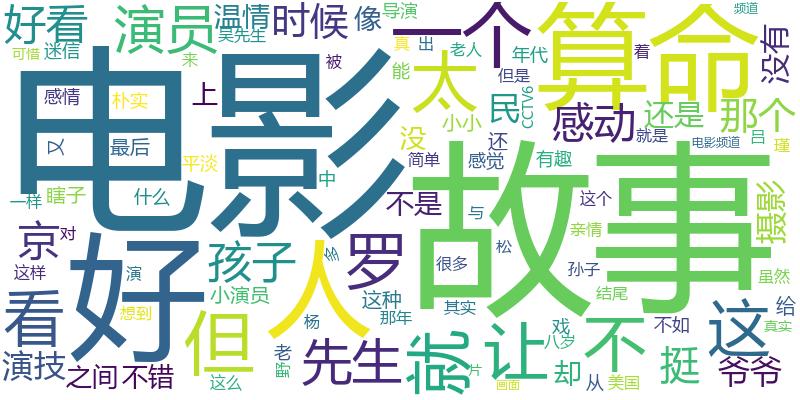 好看
演员
温情
时候
像
导演
一个
算命
频道
没有
可惜
迷信
吴先生
来
真
出
老人
年代
着
感情
朴实
上
被
能
太
但是
电影
又
最后
没
民
CCTV6
感动
还是
那个
小小
还
就是
电影频道
吕
瑾
平淡
简单
感觉
有趣
一样
瞎子
什么
中
不是
与
这个
摄影
故事
京
对
孩子
人
罗
多
很多
松
亲情
孙子
虽然
这样
好
演
小演员
这种
其实
结尾
看
想到
但
杨
那年
就
让
戏
不
不如
这
给
真实
演技
之间
不错
这么
老
野
先生
片
画面
八岁
却
从
美国
挺
爷爷